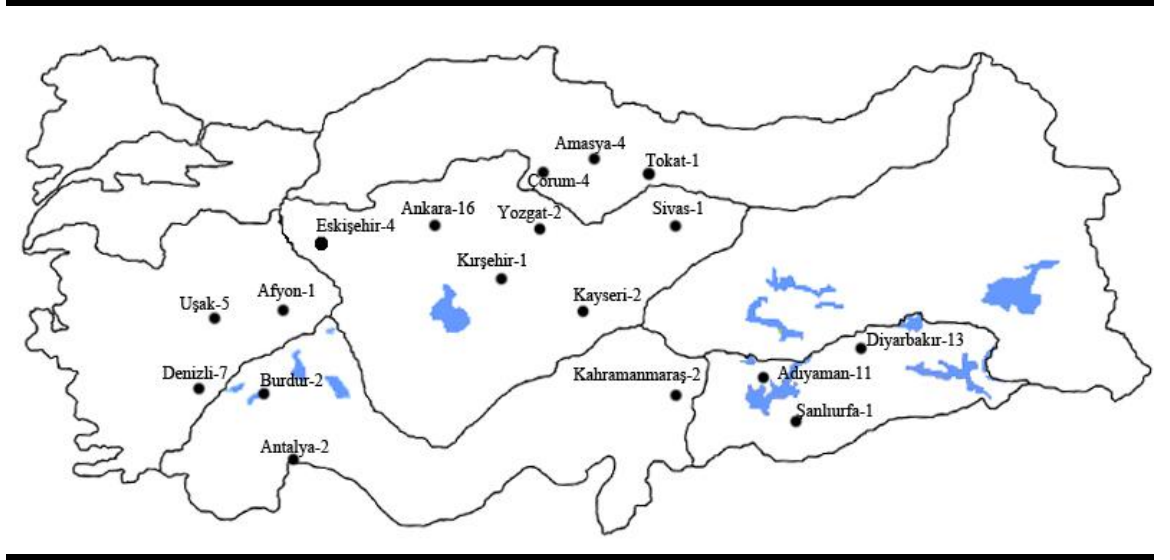 Amasya-4
Tokat-1
Çorum-4
Ankara-16
Yozgat-2
Sivas-1
Eskişehir-4
Kırşehir-1
Uşak-5
Afyon-1
Kayseri-2
Diyarbakır-13
Denizli-7
Burdur-2
Kahramanmaraş-2
Adıyaman-11
Şanlıurfa-1
Antalya-2